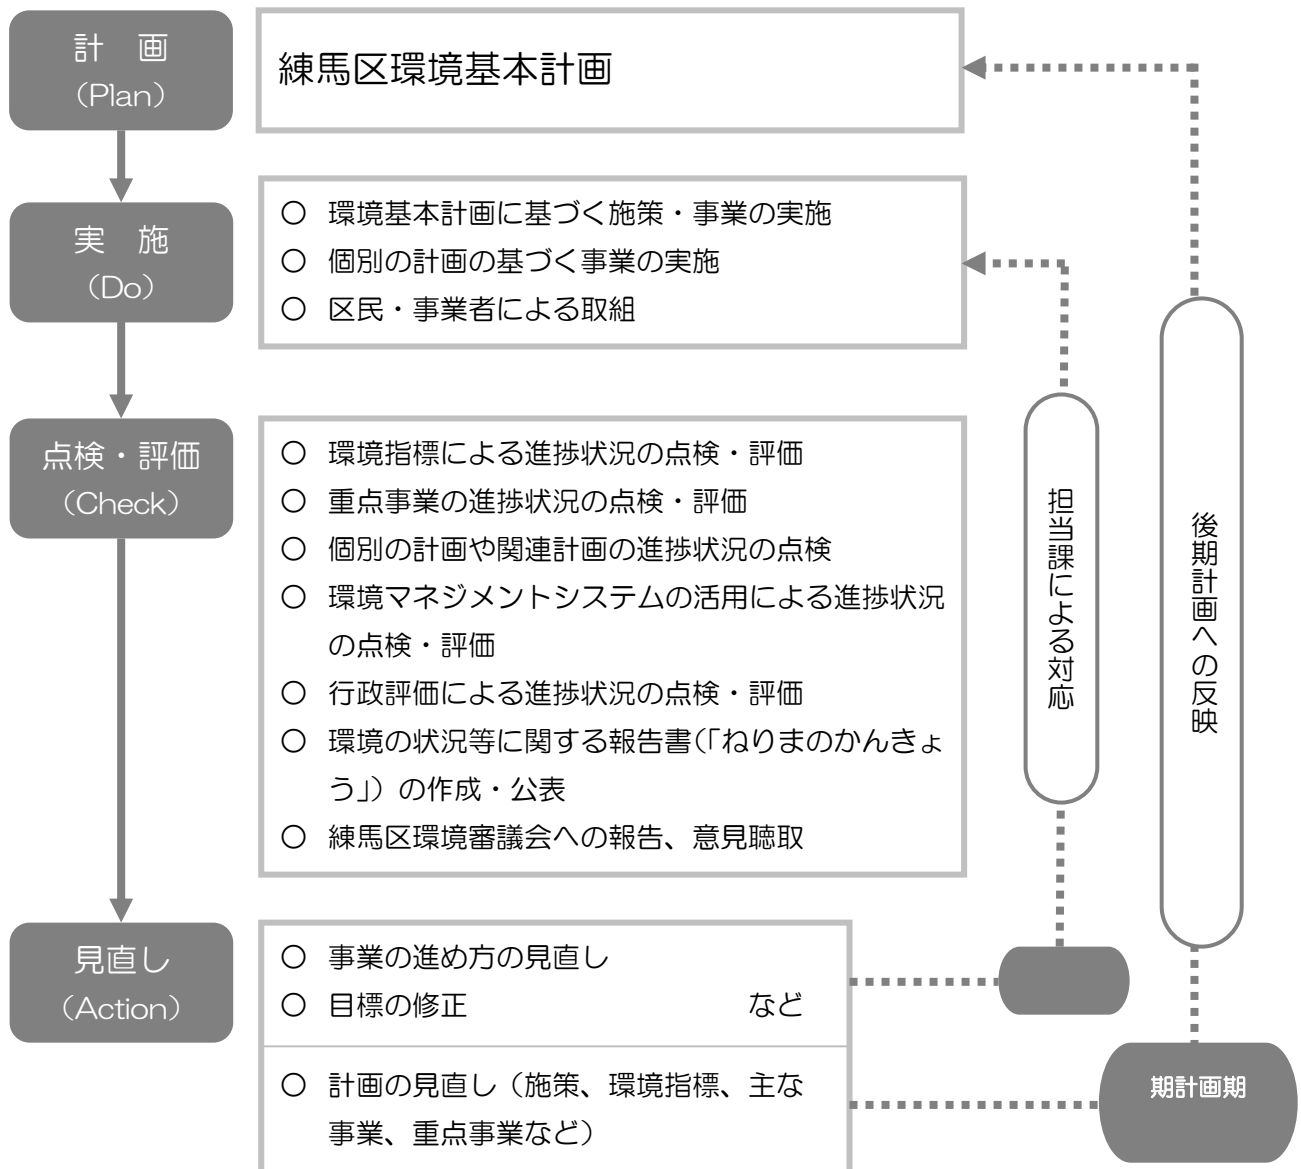 計　画
（Plan）
練馬区環境基本計画
実　施
（Do）
○ 環境基本計画に基づく施策・事業の実施
○ 個別の計画の基づく事業の実施
○ 区民・事業者による取組
点検・評価
（Check）
○ 環境指標による進捗状況の点検・評価
○ 重点事業の進捗状況の点検・評価
○ 個別の計画や関連計画の進捗状況の点検
○ 環境マネジメントシステムの活用による進捗状況
の点検・評価
○ 行政評価による進捗状況の点検・評価
○ 環境の状況等に関する報告書（「ねりまのかんきょ
う」）の作成・公表
○ 練馬区環境審議会への報告、意見聴取
担当課による対応
後期計画への反映
見直し
（Action）
○ 事業の進め方の見直し
○ 目標の修正　　　　　　　　　など
○ 計画の見直し（施策、環境指標、主な
事業、重点事業など）
期計画期